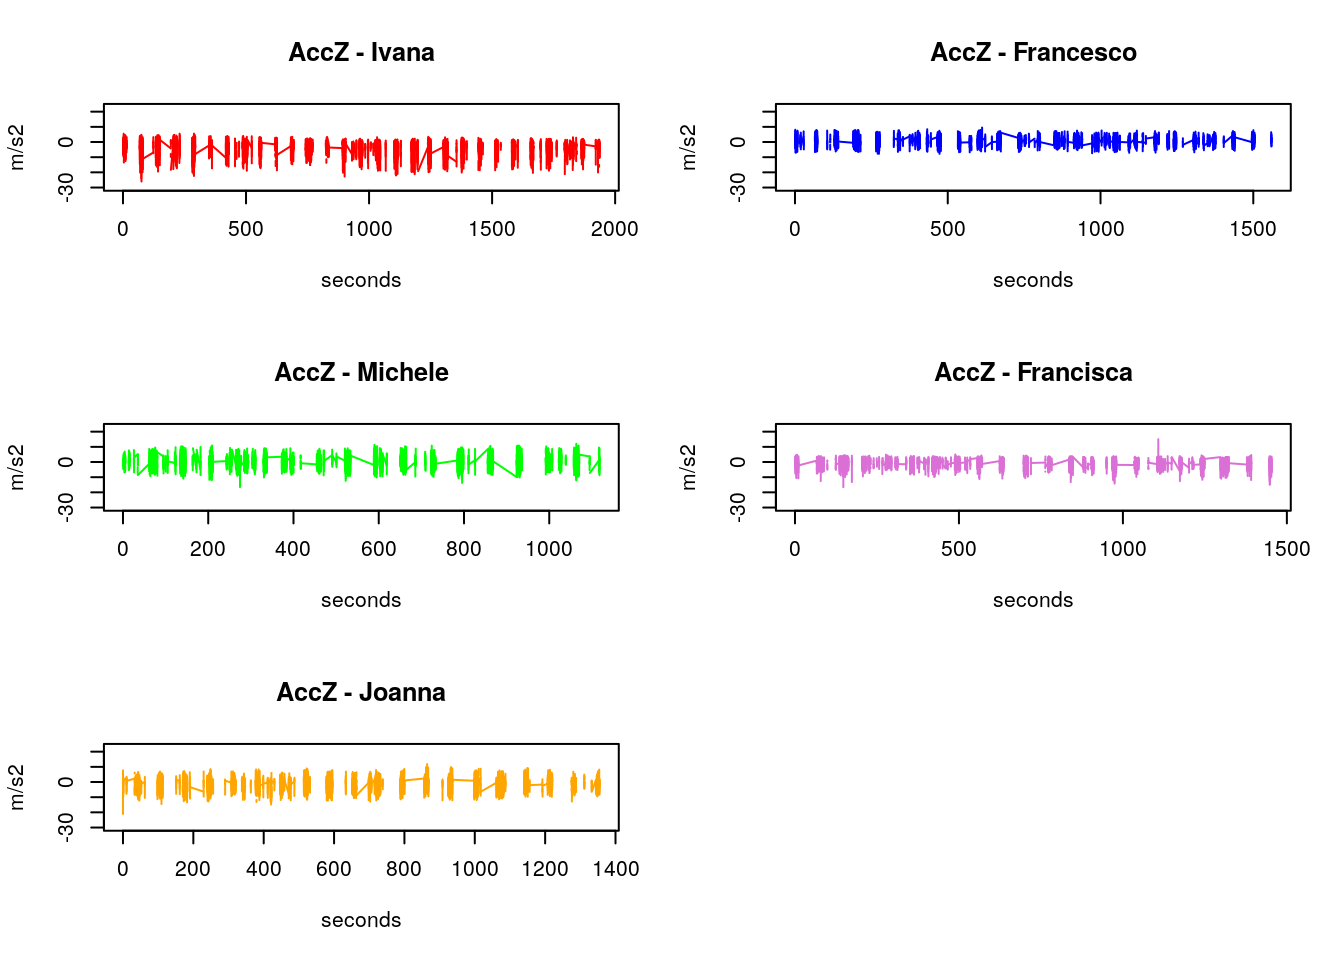 AccZ - Ivana
m/s2
0
-30
0 500 1000 1500 2000
seconds
AccZ - Francesco
m/s2
0
-30
0 500 1000 1500
seconds
AccZ - Michele
m/s2
0
-30
0 200 400 600 800 1000
seconds
AccZ - Francisca
m/s2
0
-30
0 500 1000 1500
seconds
AccZ - Joanna
m/s2
0
-30
0 200 400 600 800 1000 1200 1400
seconds